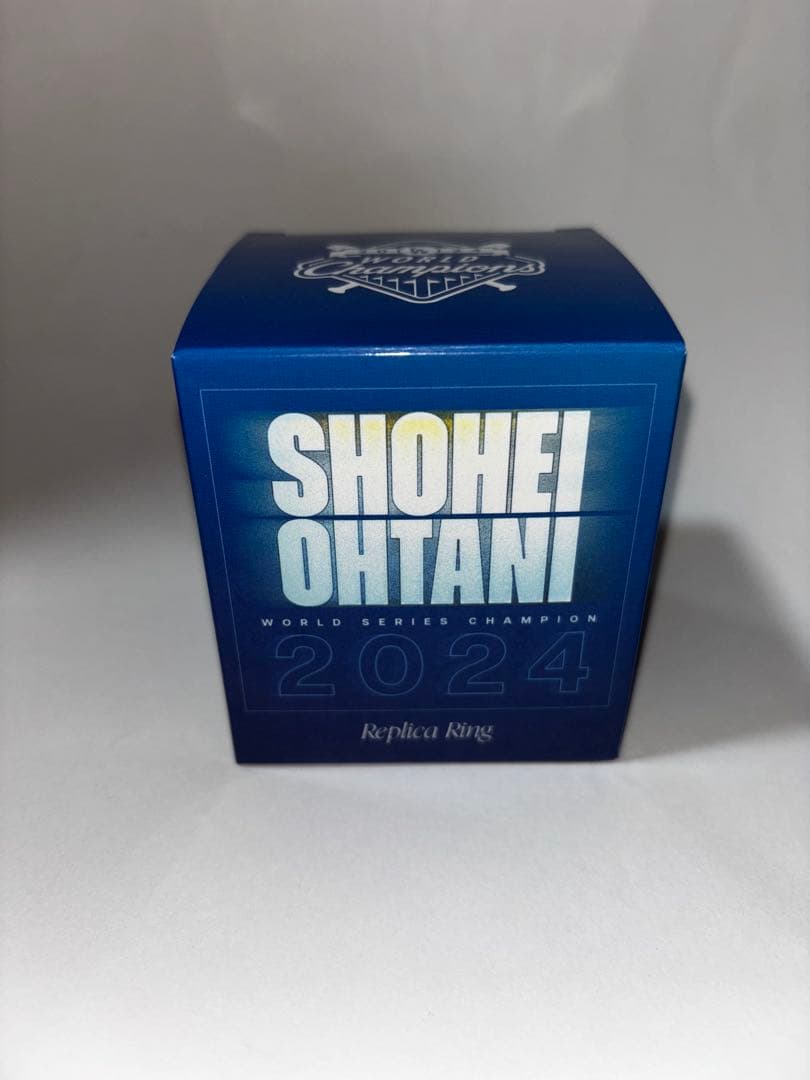 WORLD
Champions
SHOHEI
OHTANI
WORLD SERIES CHAMPION
2024
Replica Ring